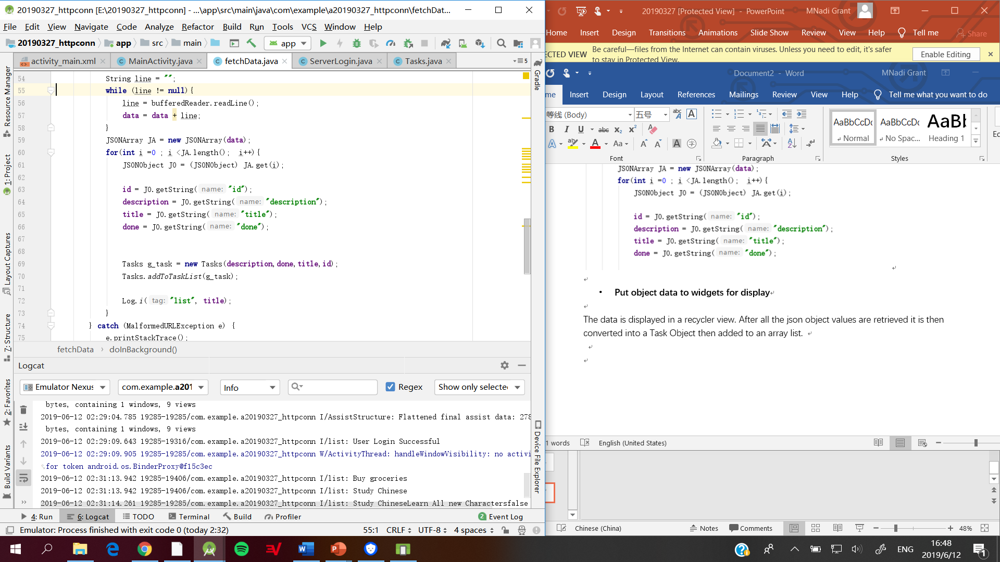 20190327_httpconn [E:\20190327_httpconn] - ...\app\src\main\java\com\example\a20190327_httpconn\fetchDat...
File Edit View Navigate Code Analyze Refactor Build Run Tools VCS Window Help
20190327_httpconn app src main app
activity_main.xml MainActivity.java fetchData.java ServerLogin.java Tasks.java 5
54 String line = "";
55 while (line != null){
56 line = bufferedReader.readLine();
57 data = data + line;
58 }
59 JSONArray JA = new JSONArray(data);
60 for(int i =0 ; i <JA.length(); i++){
61 JSONObject JO = (JSONObject) JA.get(i);
62
63 id = JO.getString( name: "id");
64 description = JO.getString( name: "description");
65 title = JO.getString( name: "title");
66 done = JO.getString( name: "done");
67
68
69 Tasks g_task = new Tasks(description,done,title,id);
70 Tasks.addToTaskList(g_task);
71
72 Log.i( tag: "list", title);
73 }
74 } catch (MalformedURLException e) {
75 e.printStackTrace();
fetchData doInBackground()
Resource Manager
1: Project
Layout Captures
7: Structure
2: Favorites
Build Variants
Gradle
Device File Explorer
Logcat
Emulator Nexus com.example.a201 Info Regex Show only selecte
bytes, containing 1 windows, 9 views
2019-06-12 02:29:04.785 19285-19285/com.example.a20190327_httpconn I/AssistStructure: Flattened final assist data: 278
bytes, containing 1 windows, 9 views
2019-06-12 02:29:09.643 19285-19316/com.example.a20190327_httpconn I/list: User Login Successful
2019-06-12 02:29:09.905 19285-19285/com.example.a20190327_httpconn W/ActivityThread: handleWindowVisibility: no activi
for token android.os.BinderProxy@f15c3ec
2019-06-12 02:31:13.942 19285-19406/com.example.a20190327_httpconn I/list: Buy groceries
2019-06-12 02:31:13.942 19285-19406/com.example.a20190327_httpconn I/list: Study Chinese
2019-06-12 02:31:14.261 19285-19285/com.example.a20190327_httpconn I/list: Study ChineseLearn All new Charactersfalse
4: Run 6: Logcat TODO Terminal Build Profiler 2 Event Log
Emulator: Process finished with exit code 0 (today 2:32) 55:1 CRLF UTF-8 4 spaces
20190327 [Protected View] - PowerPoint MNadi Grant
Home Insert Design Transitions Animations Slide Show Review View Help Tell me Share
ECTED VIEW Be careful—files from the Internet can contain viruses. Unless you need to edit, it's safer to stay in Protected View. Enable Editing
Document2 - Word MNadi Grant
me Insert Design Layout References Mailings Review View Help Tell me what you want to do
等线 (Body) 五号 abc A
B I U abc X₂ X² AaBbCcDc AaBbCcDc AaBb
A ab A Aa A A A 字 Normal No Spac... Heading 1
Font Paragraph Styles
JSONArray JA = new JSONArray(data);
for(int i =0 ; i <JA.length(); i++){
JSONObject JO = (JSONObject) JA.get(i);
id = JO.getString( name: "id");
description = JO.getString( name: "description");
title = JO.getString( name: "title");
done = JO.getString( name: "done");
• Put object data to widgets for display
The data is displayed in a recycler view. After all the json object values are retrieved it is then
converted into a Task Object then added to an array list.
1 words English (United States)
Chinese (China) Notes Comments 48%
ENG 16:48
2019/6/12 1